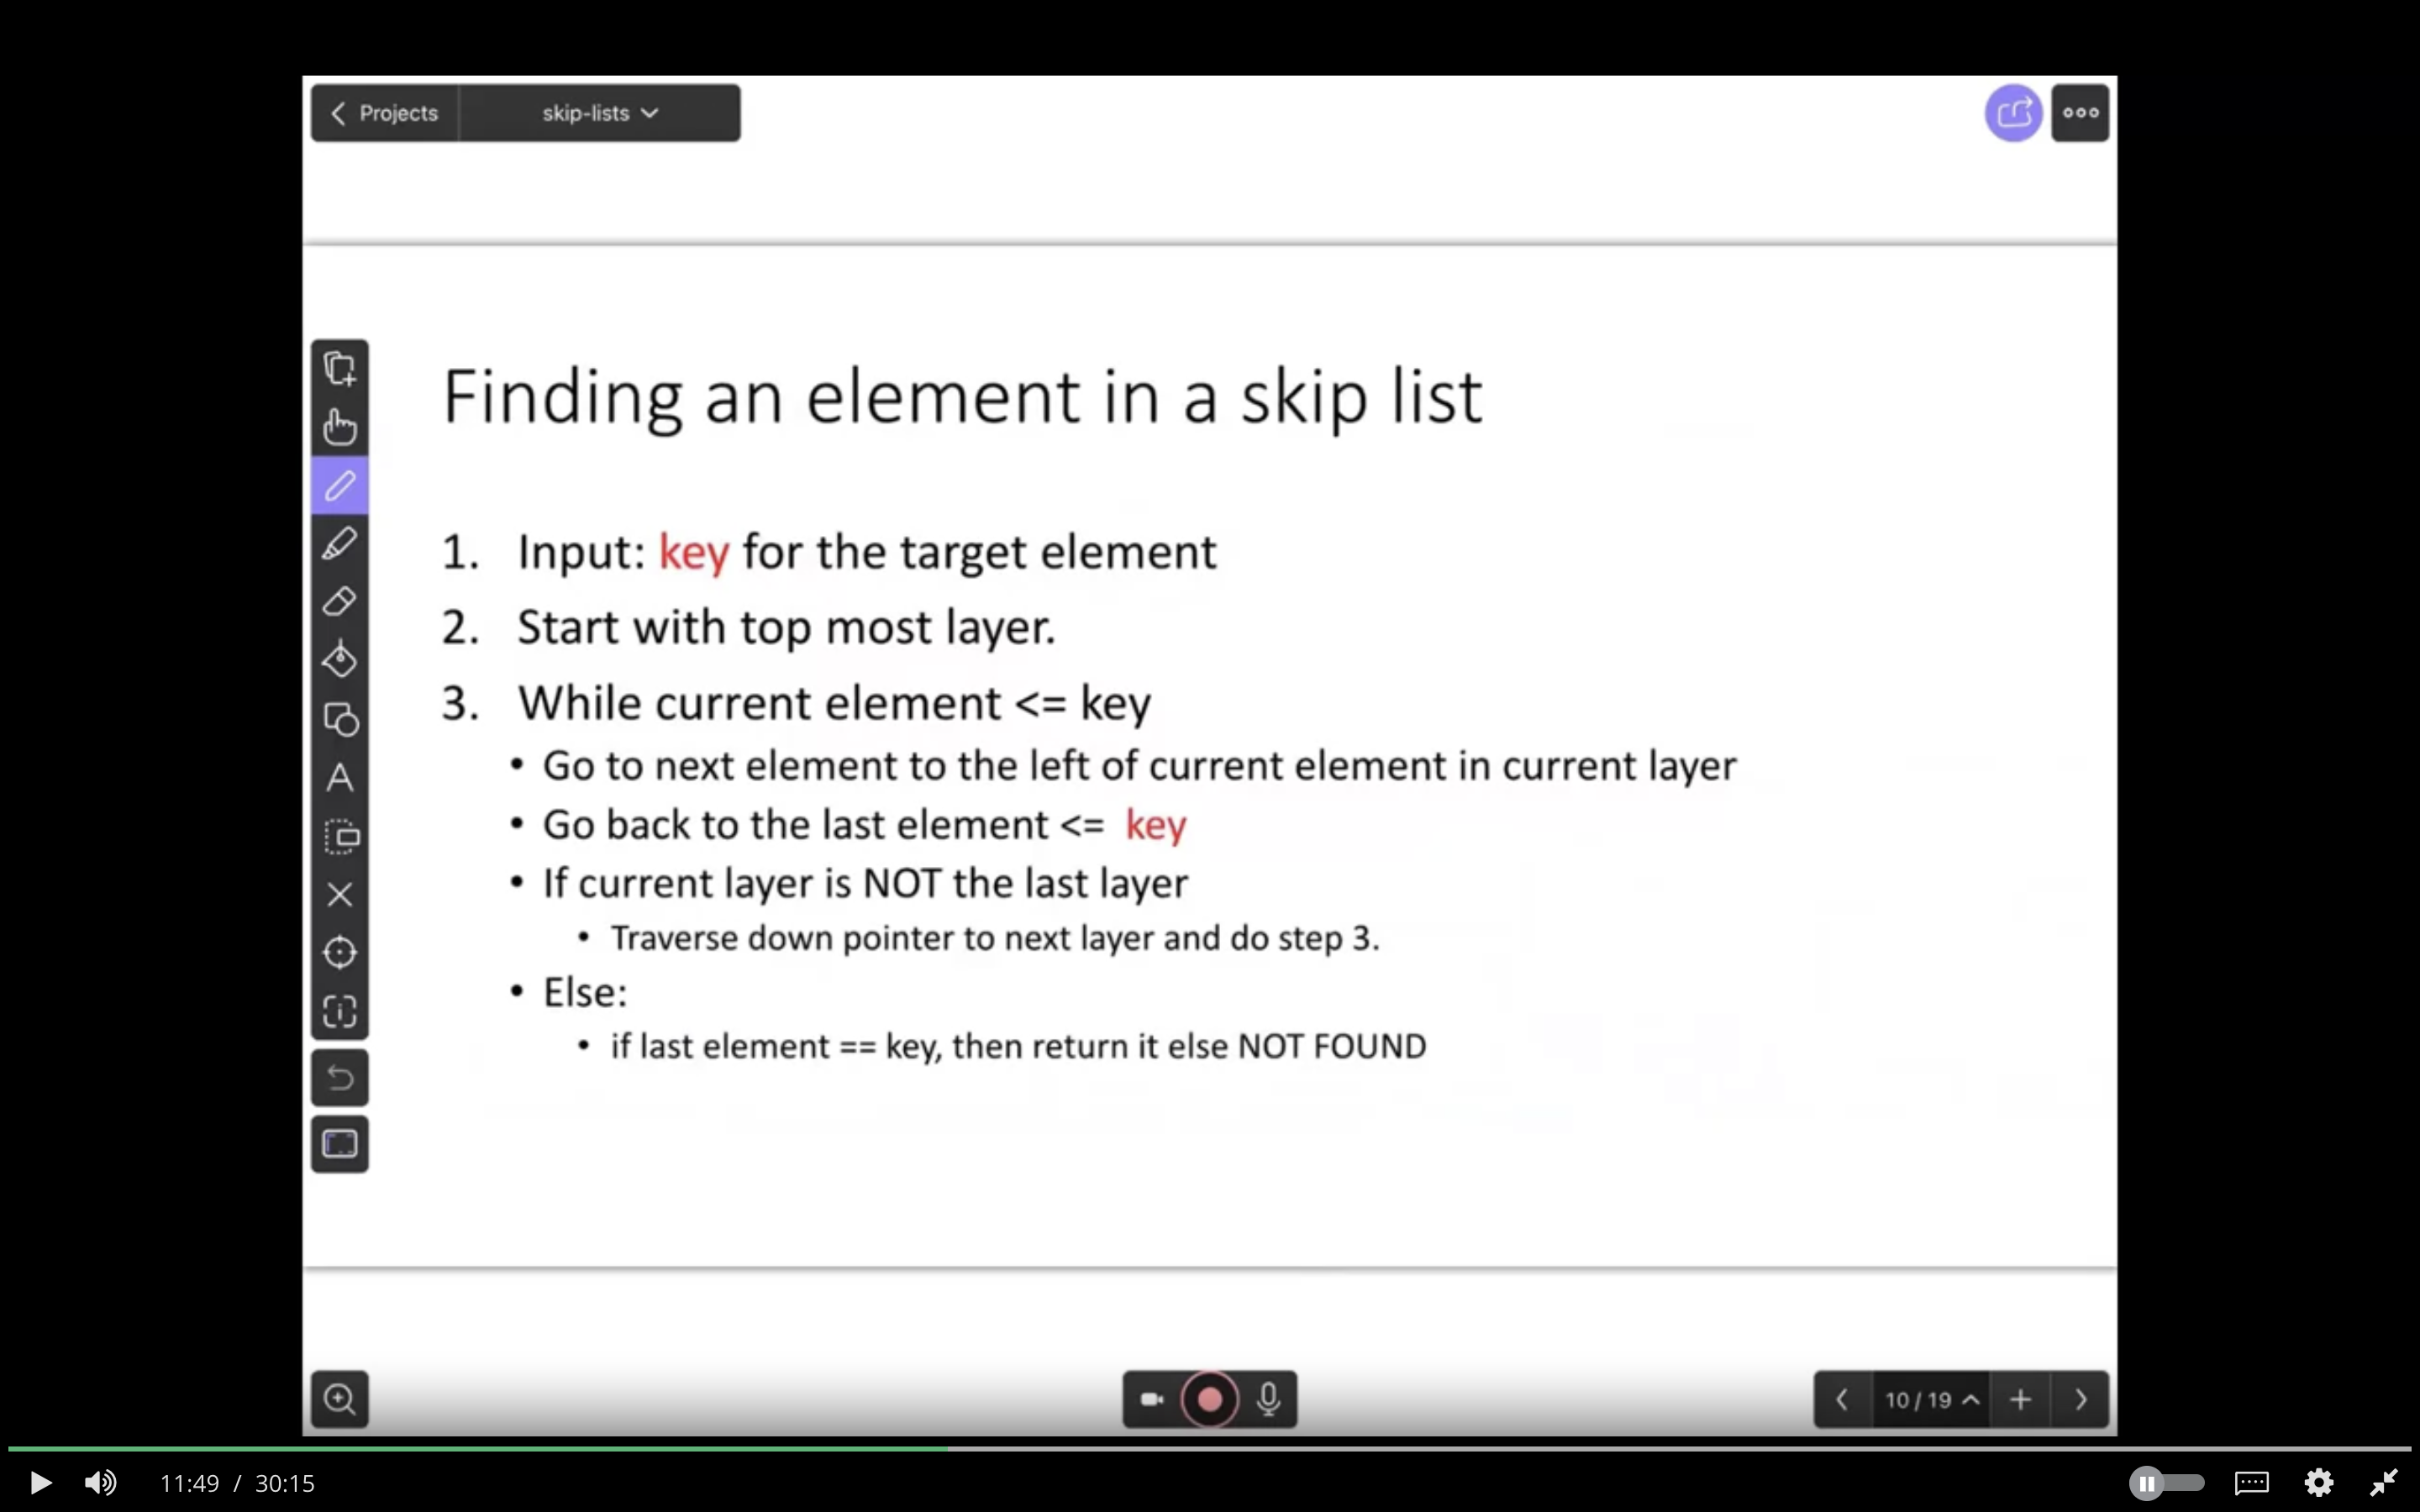 Projects
skip-lists
Finding an element in a skip list
1. Input: key for the target element
2. Start with top most layer.
3. While current element <= key
• Go to next element to the left of current element in current layer
• Go back to the last element <= key
• If current layer is NOT the last layer
• Traverse down pointer to next layer and do step 3.
• Else:
• if last element == key, then return it else NOT FOUND
10 / 19
11:49 / 30:15